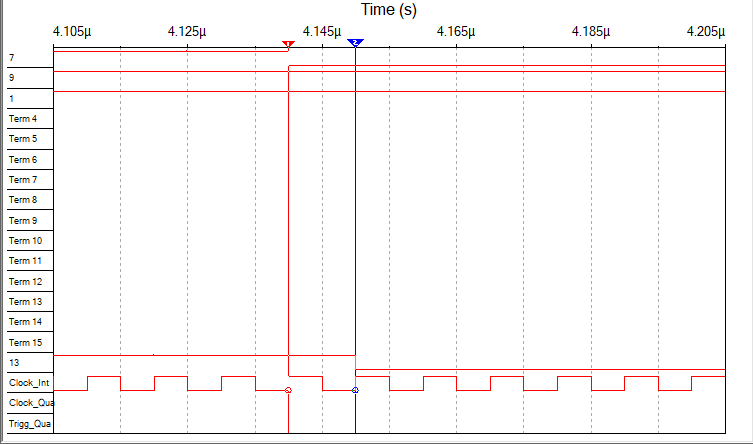 Time (s)
4.105µ 4.125µ 4.145µ 4.165µ 4.185µ 4.205µ
1 2
7
9
1
Term 4
Term 5
Term 6
Term 7
Term 8
Term 9
Term 10
Term 11
Term 12
Term 13
Term 14
Term 15
13
Clock_Int
Clock_Qua
Trigg_Qua